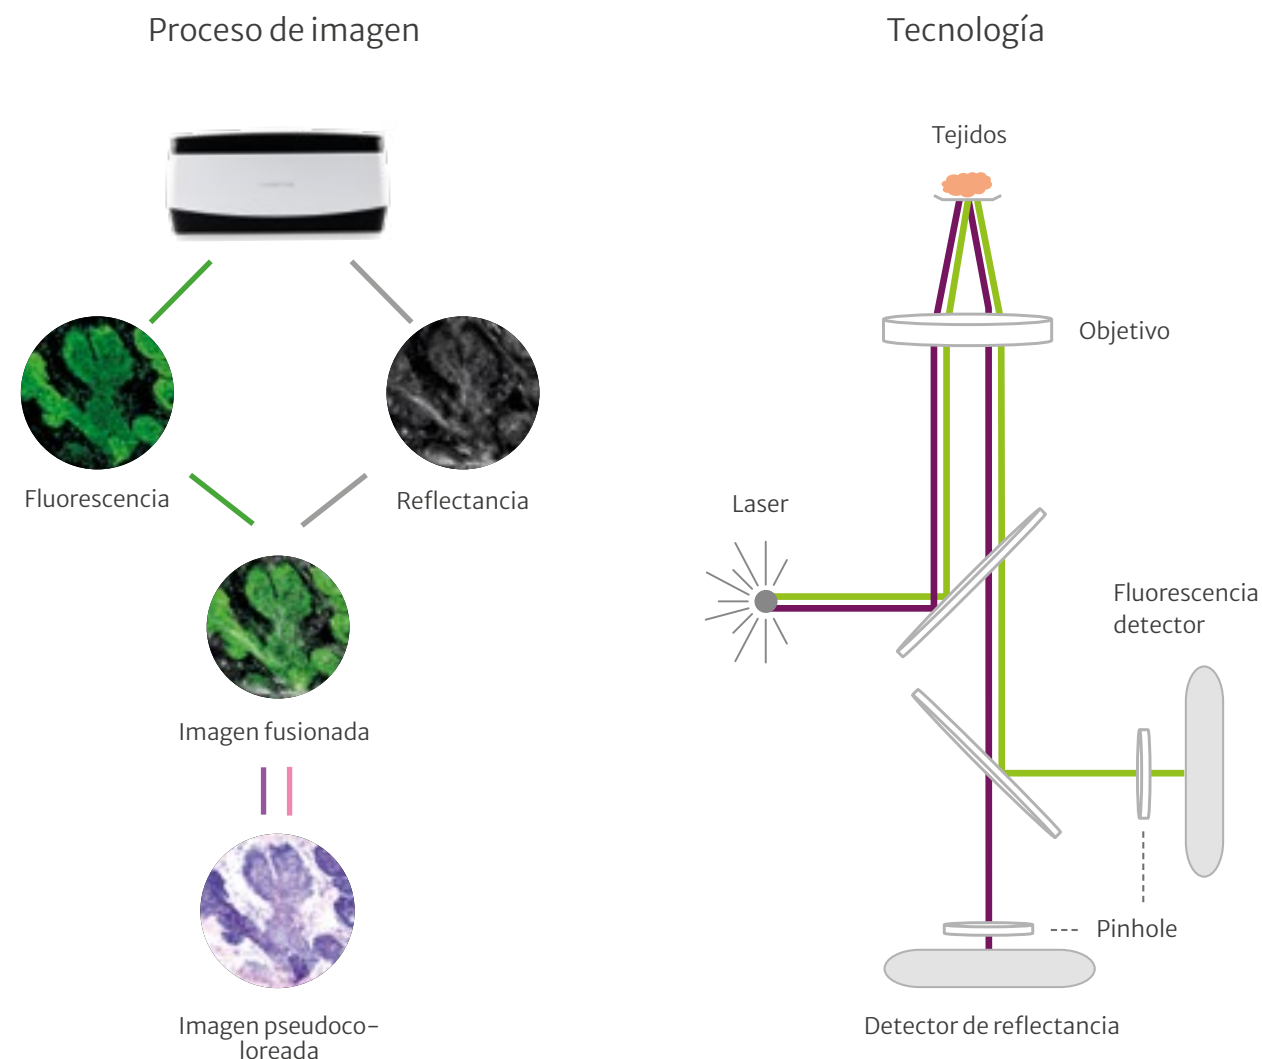 Proceso de imagen
Fluorescencia
Reflectancia
Imagen fusionada
Imagen pseudoco-
loreada
Tecnología
Tejidos
Objetivo
Laser
Fluorescencia
detector
Pinhole
Detector de reflectancia